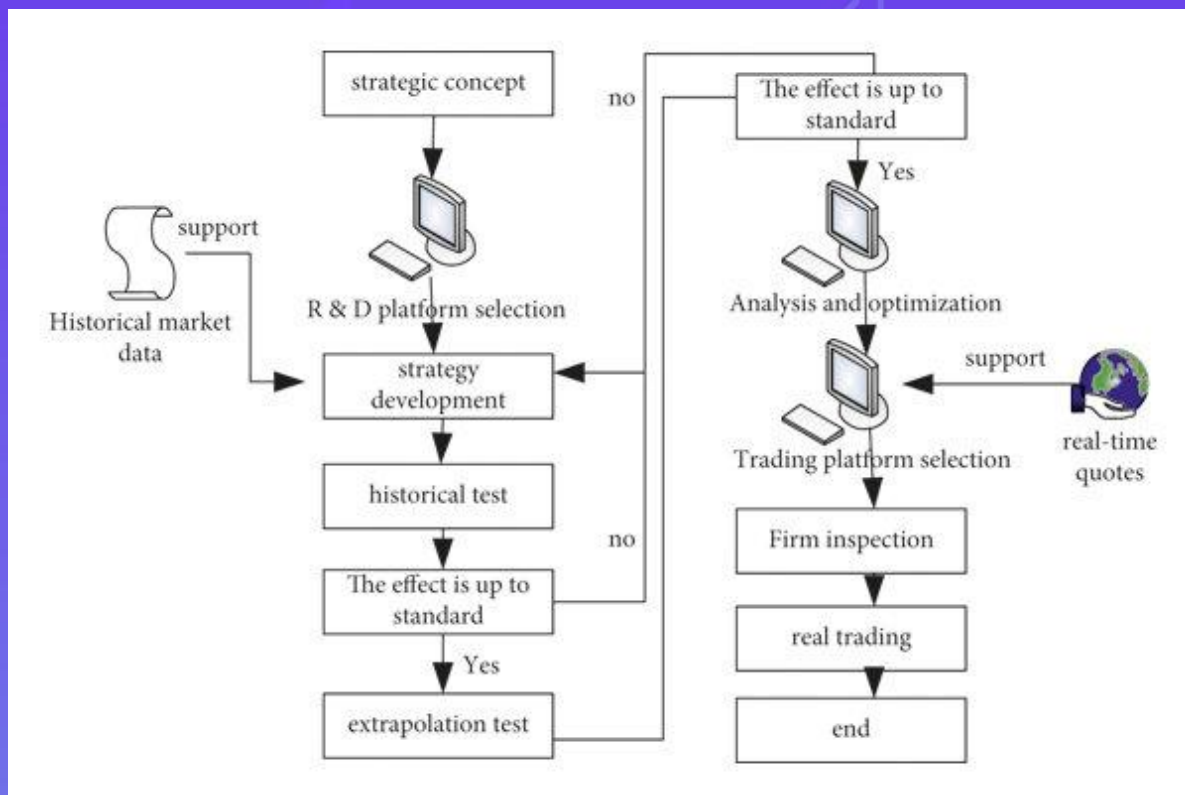 strategic concept
support
Historical market
data
R & D platform selection
strategy
development
historical test
The effect is up to
standard
Yes
extrapolation test
no
no
The effect is up to
standard
Yes
Analysis and optimization
support
real-time
quotes
Trading platform selection
Firm inspection
real trading
end